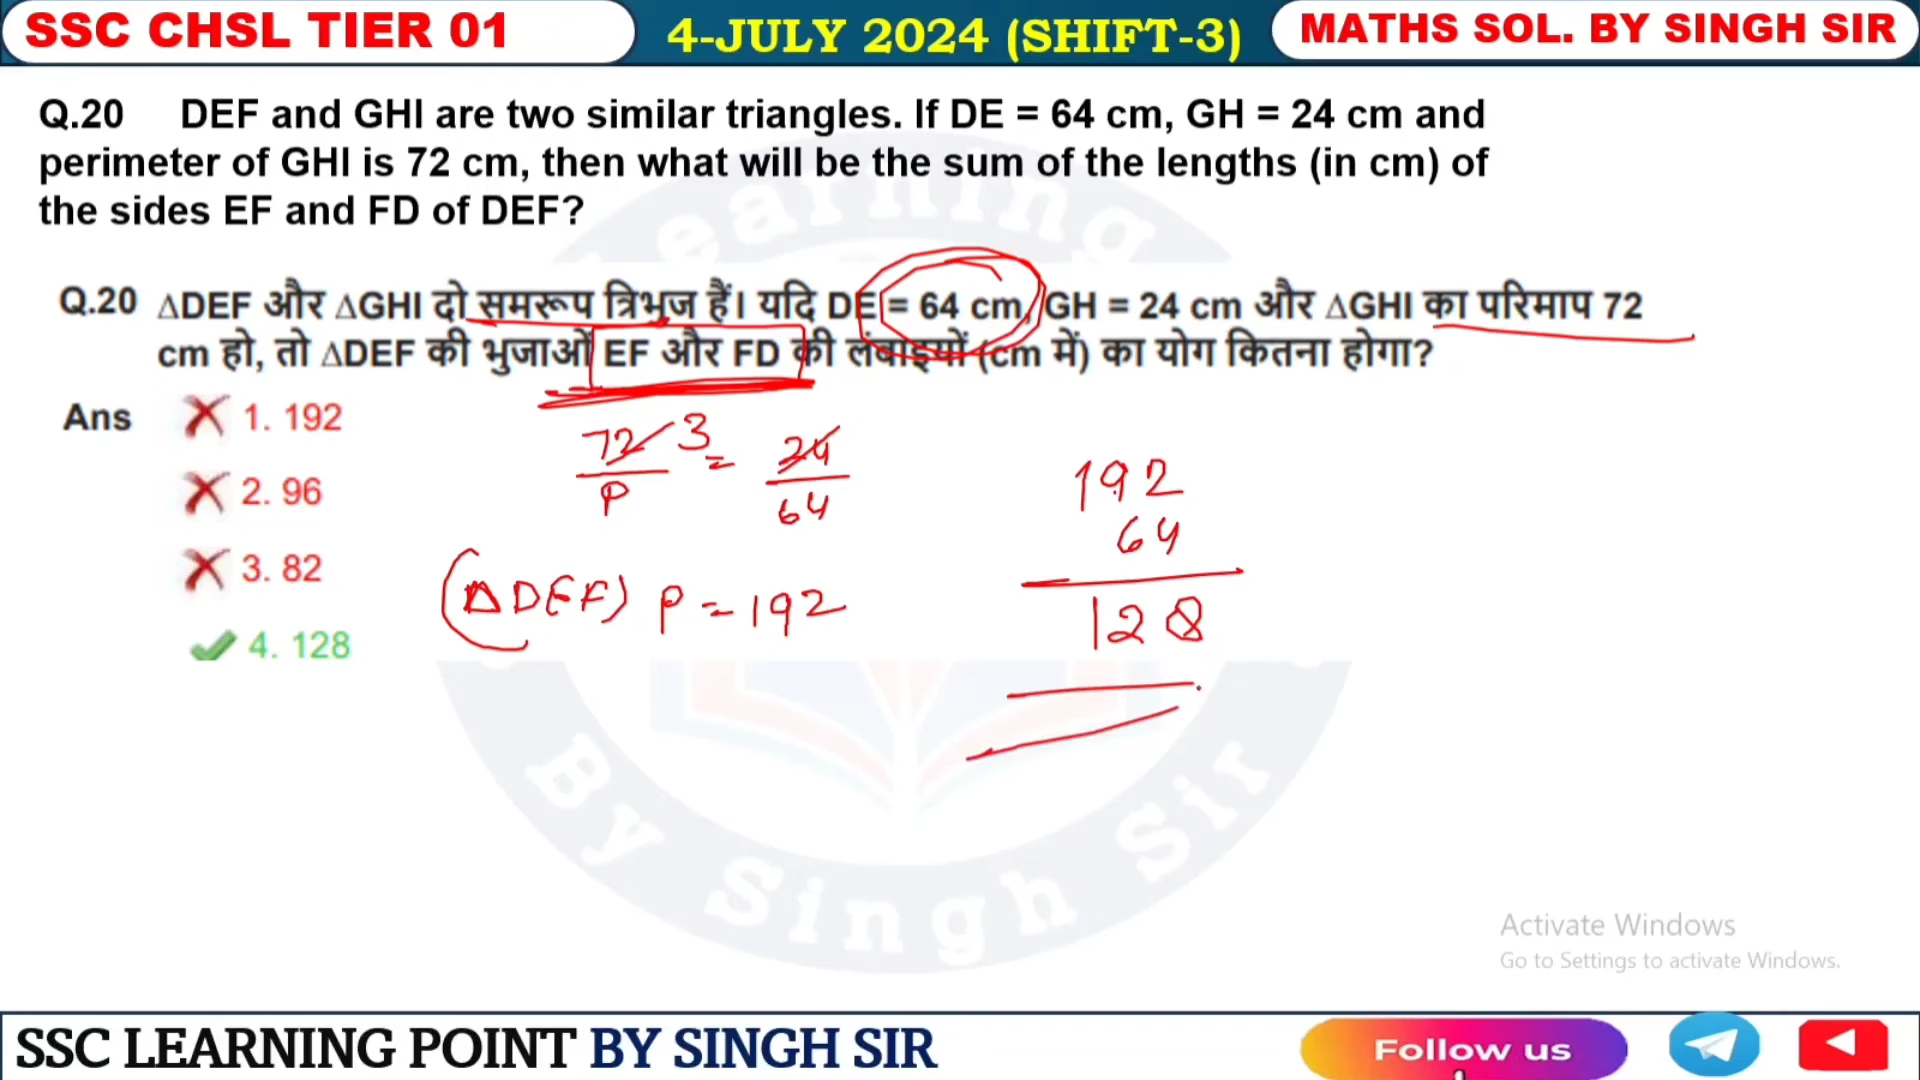 SSC CHSL TIER 01
4-JULY 2024 (SHIFT-3)
MATHS SOL. BY SINGH SIR
Q.20 DEF and GHI are two similar triangles. If DE = 64 cm, GH = 24 cm and
perimeter of GHI is 72 cm, then what will be the sum of the lengths (in cm) of
the sides EF and FD of DEF?
Q.20 ΔDEF और ΔGHI दो समरूप त्रिभुज हैं। यदि DE = 64 cm, GH = 24 cm और ΔGHI का परिमाप 72
cm हो, तो ΔDEF की भुजाओं EF और FD की लंबाइयों (cm में) का योग कितना होगा?
Ans 1. 192
2. 96
3. 82
4. 128
72 3 = 24
P 64
(ΔDEF) P = 192
192
64
128
Learning
By Singh Sir
Activate Windows
Go to Settings to activate Windows.
SSC LEARNING POINT BY SINGH SIR
Follow us